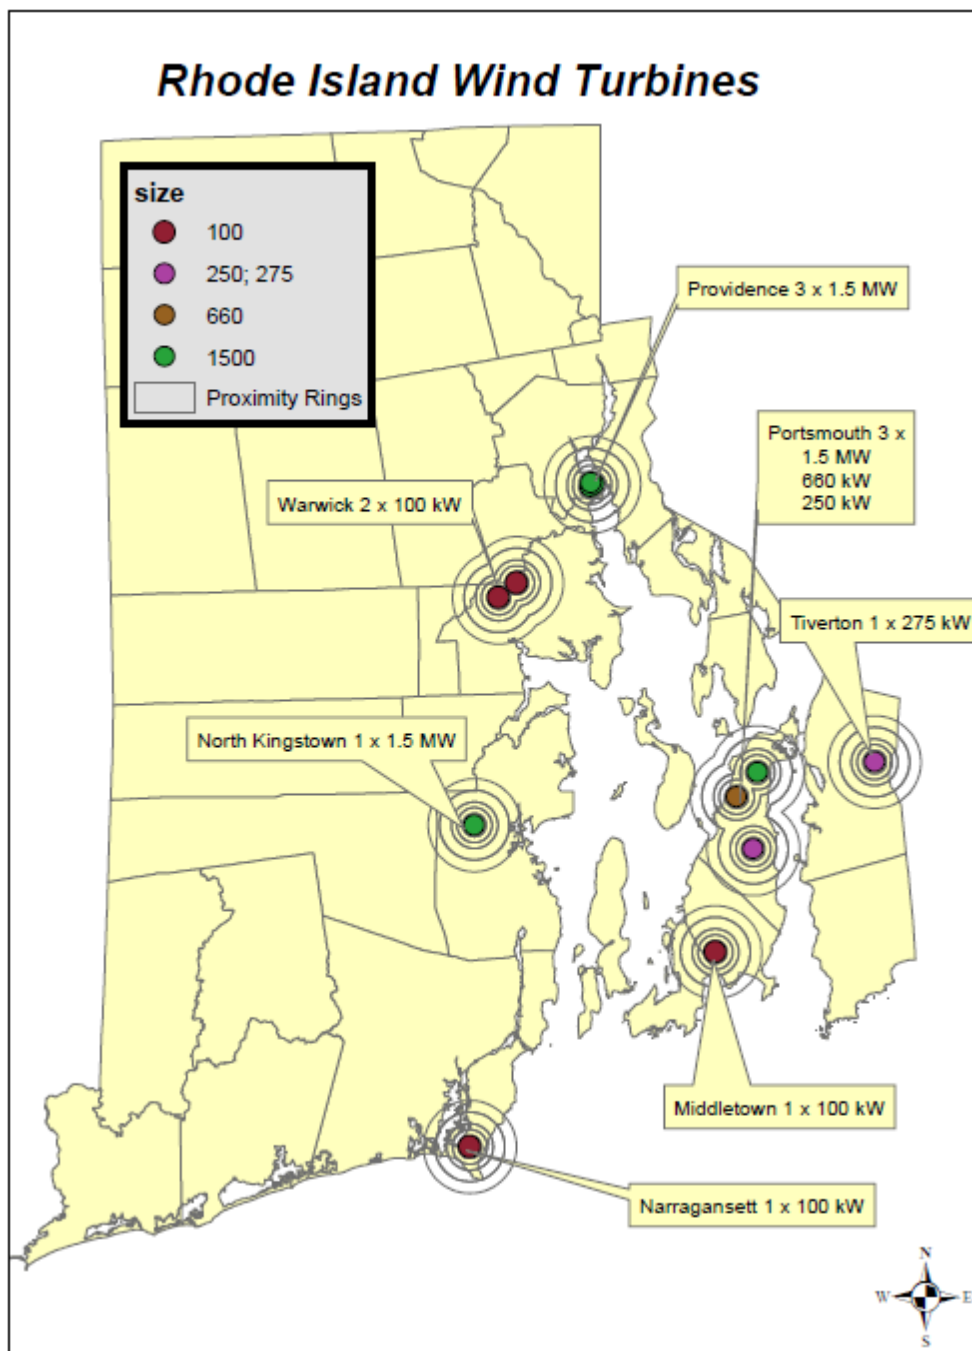 Rhode Island Wind Turbines
size
100
250; 275
660
1500
Proximity Rings
Providence 3 x 1.5 MW
Portsmouth 3 x
1.5 MW
660 kW
250 kW
Warwick 2 x 100 kW
Tiverton 1 x 275 kW
North Kingstown 1 x 1.5 MW
Middletown 1 x 100 kW
Narragansett 1 x 100 kW
N
W E
S